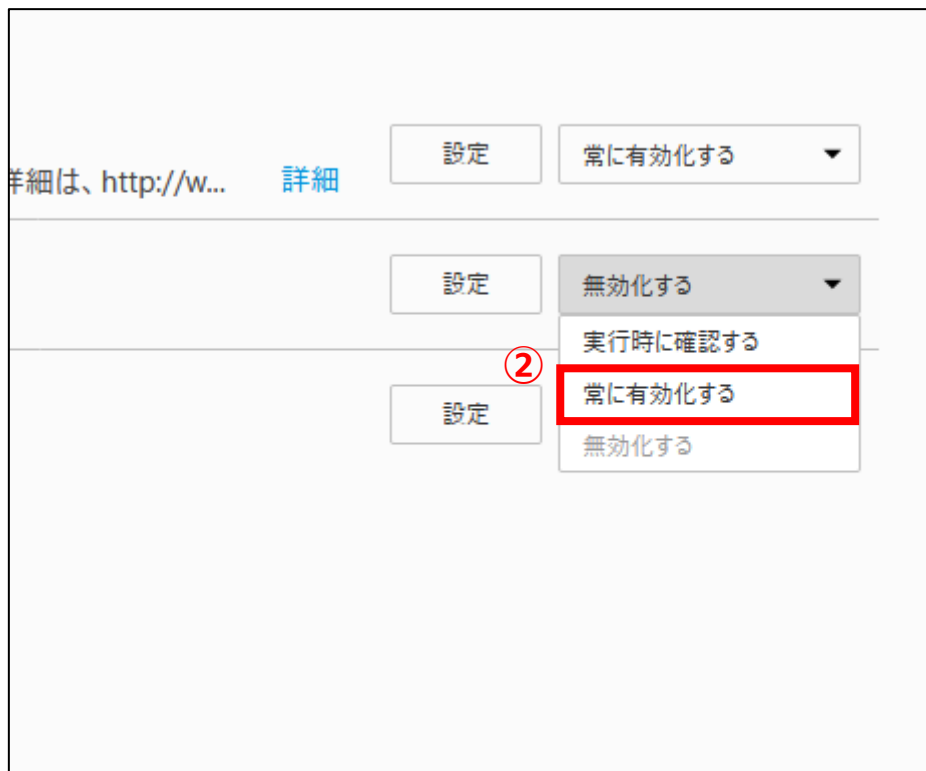 設定
常に有効化する
詳細は、http://w...
詳細
設定
無効化する
実行時に確認する
②
常に有効化する
設定
無効化する